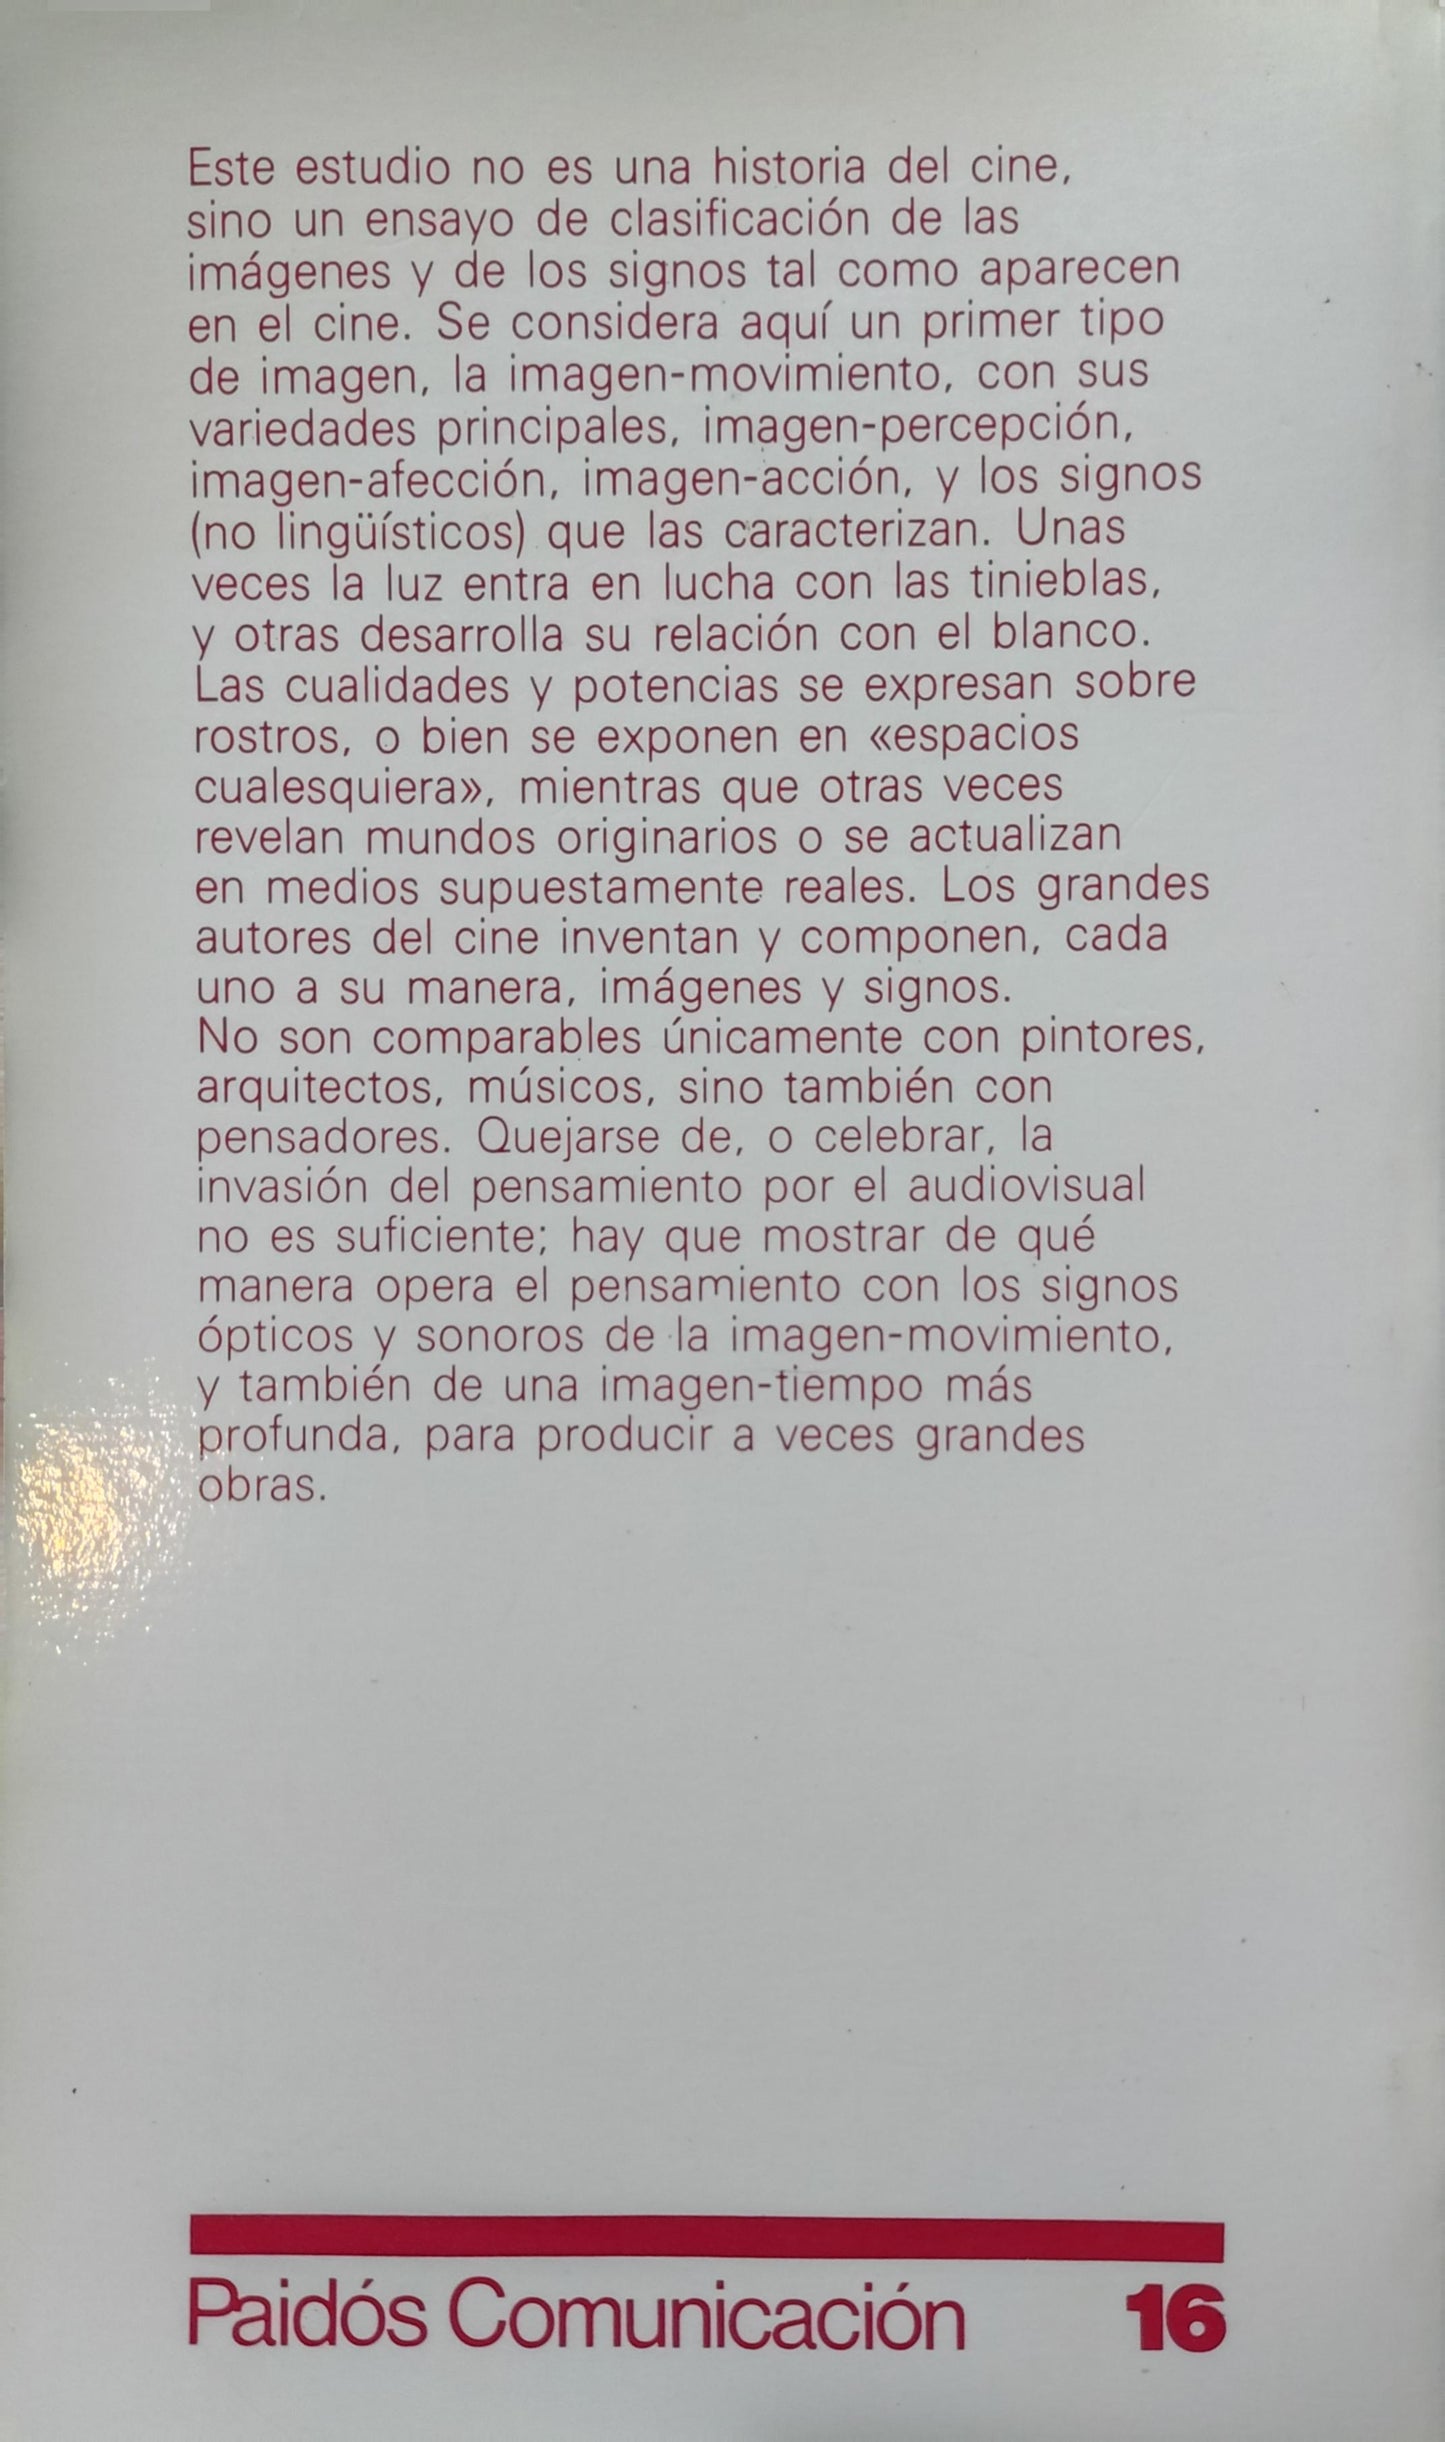 Este estudio no es una historia del cine,
sino un ensayo de clasificación de las
imágenes y de los signos tal como aparecen
en el cine. Se considera aquí un primer tipo
de imagen, la imagen-movimiento, con sus
variedades principales, imagen-percepción,
imagen-afección, imagen-acción, y los signos
(no lingüísticos) que las caracterizan. Unas
veces la luz entra en lucha con las tinieblas,
y otras desarrolla su relación con el blanco.
Las cualidades y potencias se expresan sobre
rostros, o bien se exponen en «espacios
cualesquiera», mientras que otras veces
revelan mundos originarios o se actualizan
en medios supuestamente reales. Los grandes
autores del cine inventan y componen, cada
uno a su manera, imágenes y signos.
No son comparables únicamente con pintores,
arquitectos, músicos, sino también con
pensadores. Quejarse de, o celebrar, la
invasión del pensamiento por el audiovisual
no es suficiente; hay que mostrar de qué
manera opera el pensamiento con los signos
ópticos y sonoros de la imagen-movimiento,
y también de una imagen-tiempo más
profunda, para producir a veces grandes
obras.
Paidós Comunicación 16